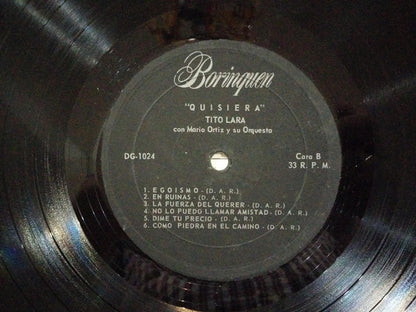 Borinquen
"QUISIERA"
TITO LARA
con Mario Ortiz y su Orquesta
DG-1024 Cara B
33 R. P. M.
1. EGOISMO - (D. A. R.)
2. EN RUINAS - (D. A. R.)
3. LA FUERZA DEL QUERER - (D. A. R.)
4. NO LO PUEDO LLAMAR AMISTAD - (D. A. R.)
5. DIME TU PRECIO - (D. A. R.)
6. COMO PIEDRA EN EL CAMINO - (D. A. R.)